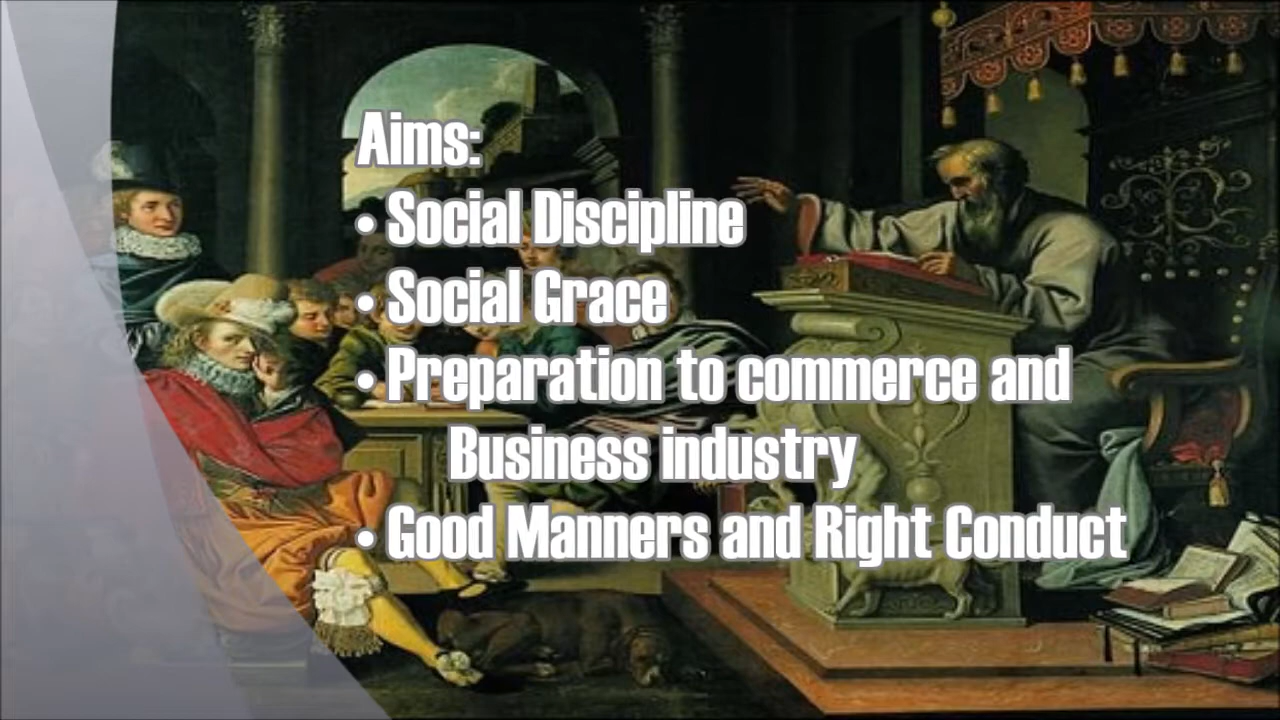 Aims:
• Social Discipline
• Social Grace
• Preparation to commerce and
Business industry
• Good Manners and Right Conduct